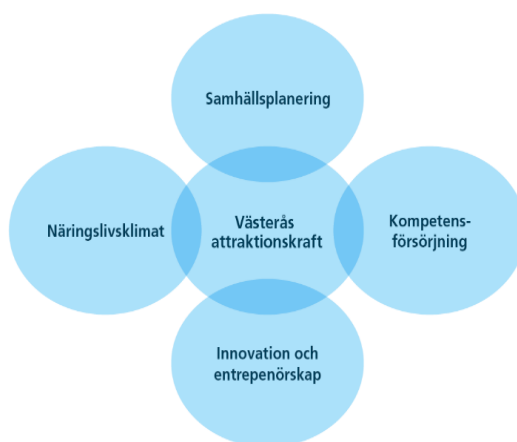 Samhällsplanering
Näringslivsklimat
Västerås
attraktionskraft
Kompetens-
försörjning
Innovation och
entrepenörskap